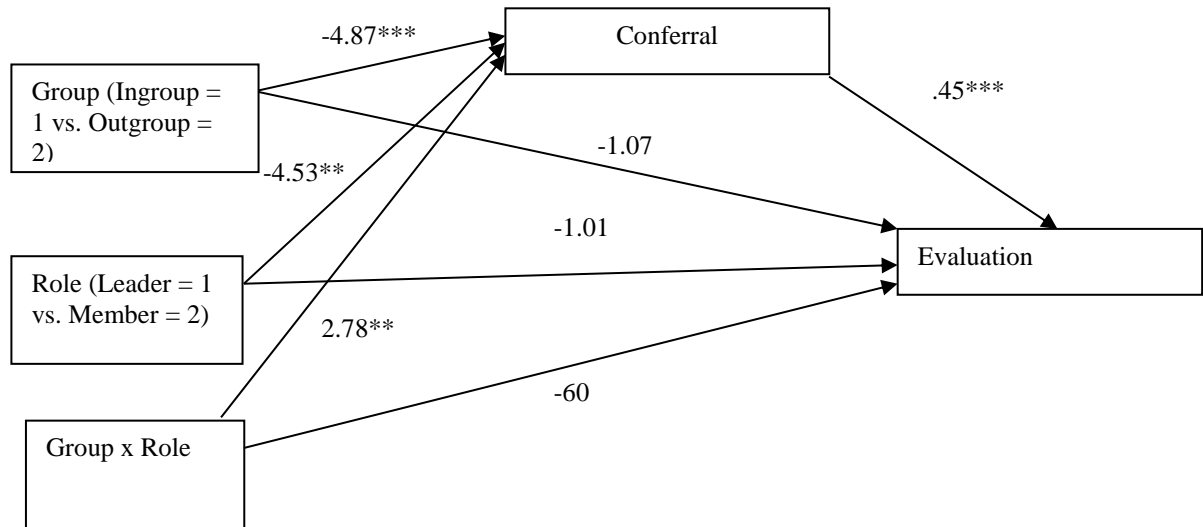 -4.87***
Conferral
Group (Ingroup =
1 vs. Outgroup =
2)
.45***
-1.07
-4.53**
-1.01
Role (Leader = 1
vs. Member = 2)
Evaluation
2.78**
-60
Group x Role